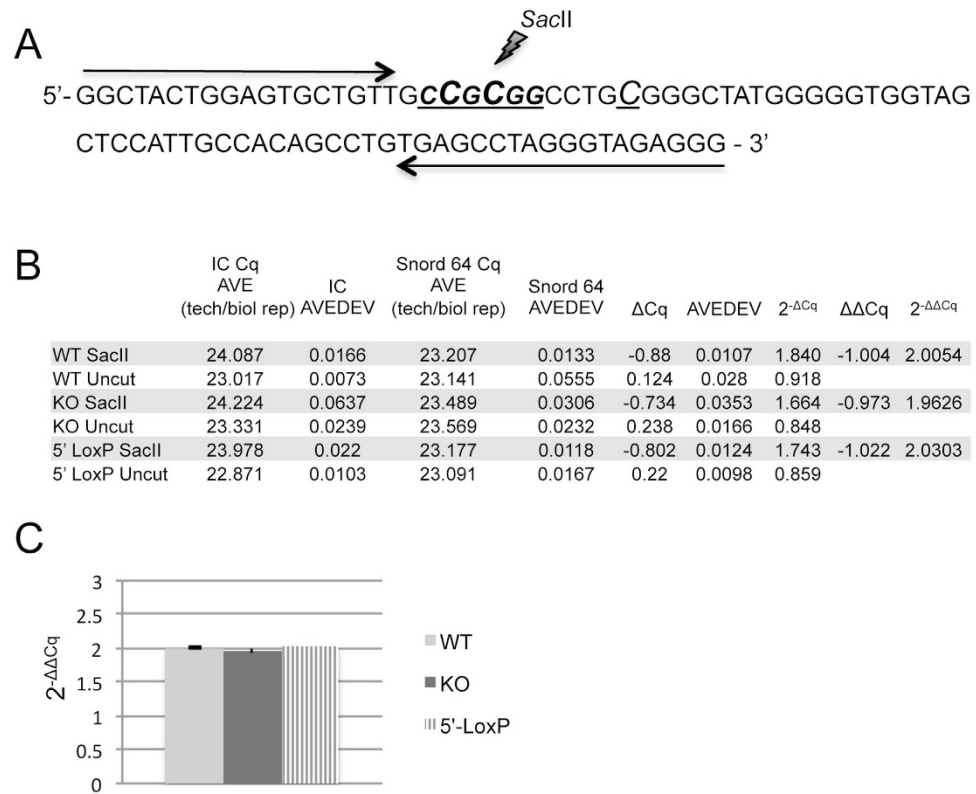 A
SacII
5'- GGCTACTGGAGTGCTGTTGCCGCGGCCTGCGGGCTATGGGGGTGGTAG
CTCCATTGCCACAGCCTGTGAGCCTAGGGTAGAGGG - 3'
B
IC Cq AVE (tech/biol rep) IC AVEDEV Snord 64 Cq AVE (tech/biol rep) Snord 64 AVEDEV ΔCq AVEDEV 2-ΔCq ΔΔCq 2-ΔΔCq
WT SacII 24.087 0.0166 23.207 0.0133 -0.88 0.0107 1.840 -1.004 2.0054
WT Uncut 23.017 0.0073 23.141 0.0555 0.124 0.028 0.918
KO SacII 24.224 0.0637 23.489 0.0306 -0.734 0.0353 1.664 -0.973 1.9626
KO Uncut 23.331 0.0239 23.569 0.0232 0.238 0.0166 0.848
5' LoxP SacII 23.978 0.022 23.177 0.0118 -0.802 0.0124 1.743 -1.022 2.0303
5' LoxP Uncut 22.871 0.0103 23.091 0.0167 0.22 0.0098 0.859
C
2-ΔΔCq
3
2.5
2
1.5
1
0.5
0
WT
KO
5'-LoxP